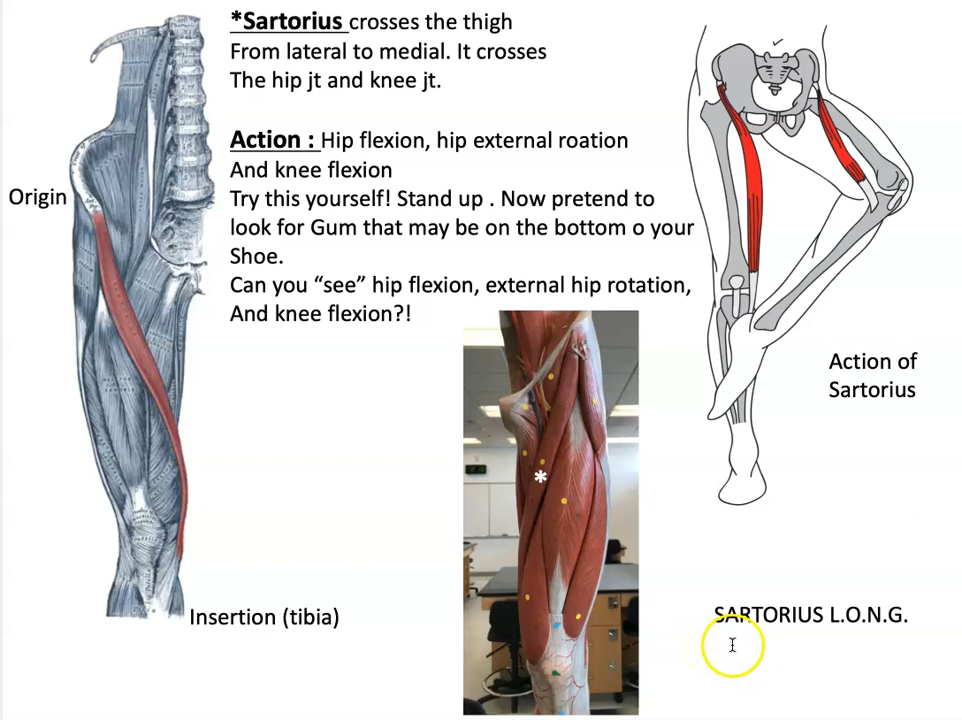 *Sartorius crosses the thigh
From lateral to medial. It crosses
The hip jt and knee jt.
Action : Hip flexion, hip external roation
And knee flexion
Try this yourself! Stand up . Now pretend to
look for Gum that may be on the bottom o your
Shoe.
Can you “see” hip flexion, external hip rotation,
And knee flexion?!
Origin
Insertion (tibia)
*
Action of
Sartorius
SARTORIUS L.O.N.G.